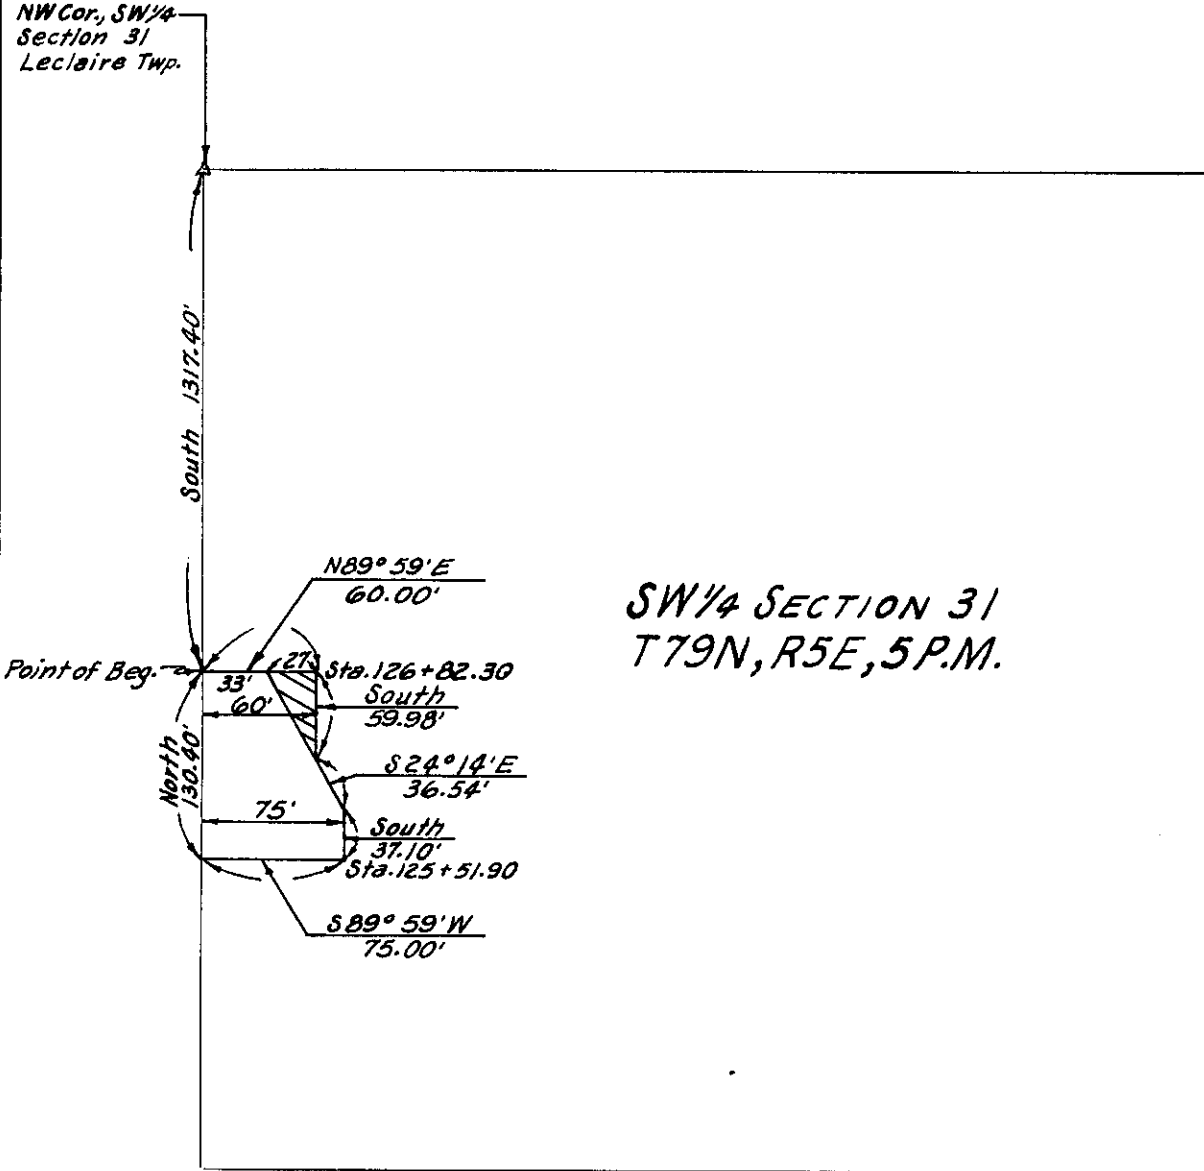 NW Cor., SW1/4
Section 31
Leclaire Twp.
South 1317.40'
N89°59'E
60.00'
SW1/4 SECTION 31
T79N, R5E, 5P.M.
Point of Beg.
27'
Sta.126+82.30
33'
South
59.98'
60'
North
130.40'
S24°14'E
36.54'
75'
South
37.10'
Sta.125+51.90
S89°59'W
75.00'